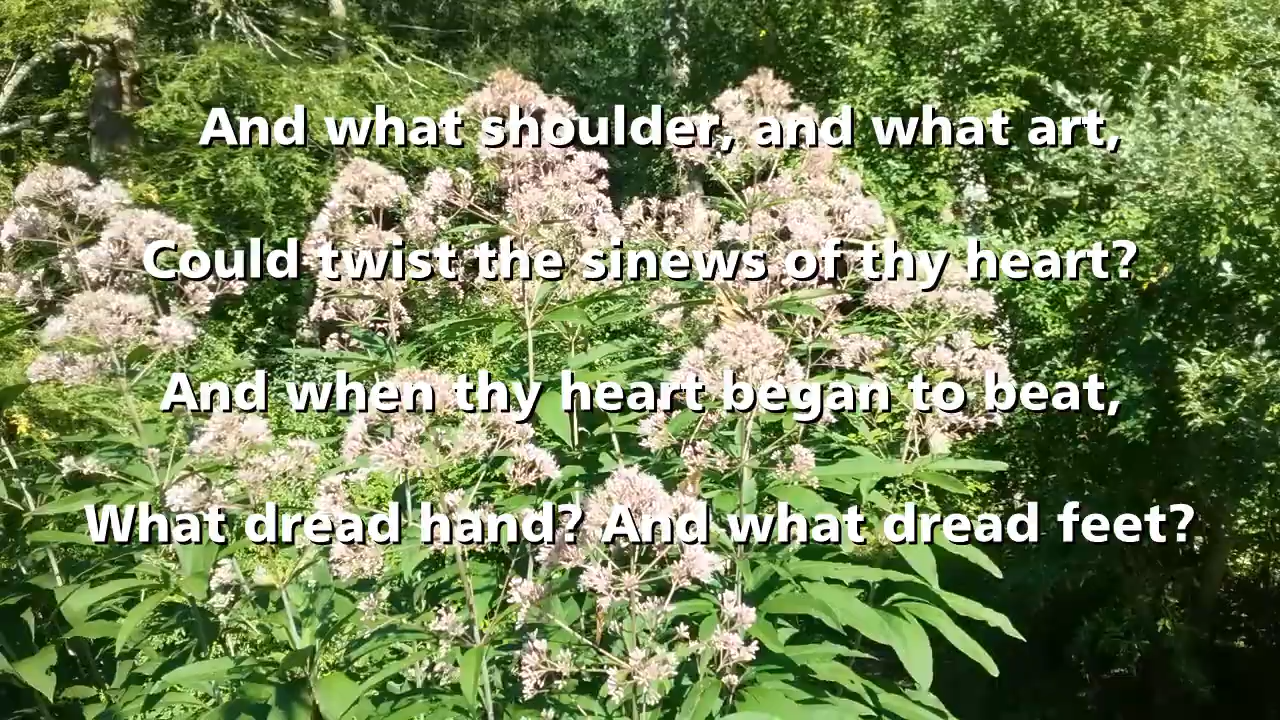 And what shoulder, and what art,
Could twist the sinews of thy heart?
And when thy heart began to beat,
What dread hand? And what dread feet?